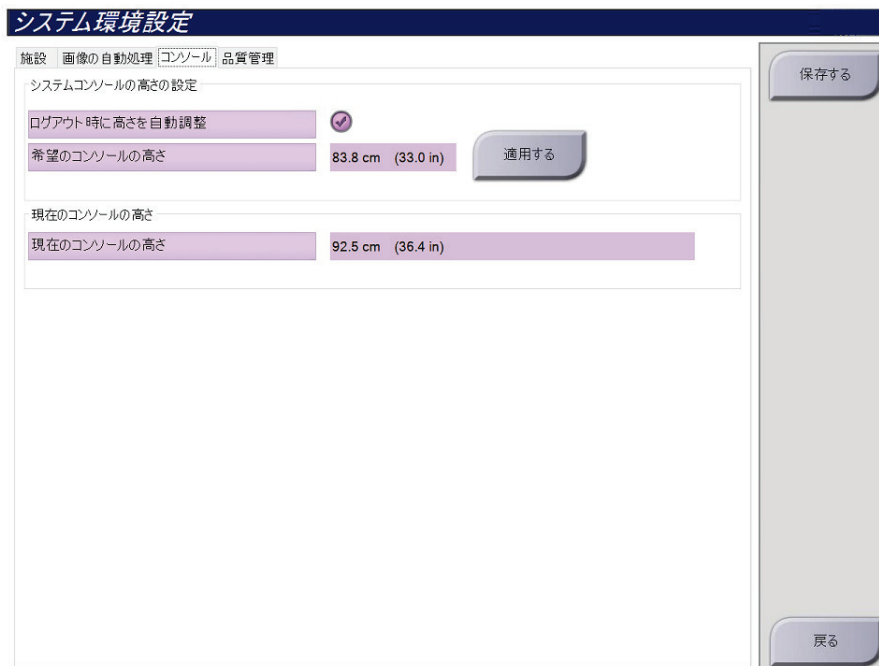 システム環境設定
施設 画像の自動処理 コンソール 品質管理
保存する
システムコンソールの高さの設定
ログアウト時に高さを自動調整
希望のコンソールの高さ 83.8 cm (33.0 in) 適用する
現在のコンソールの高さ
現在のコンソールの高さ 92.5 cm (36.4 in)
戻る